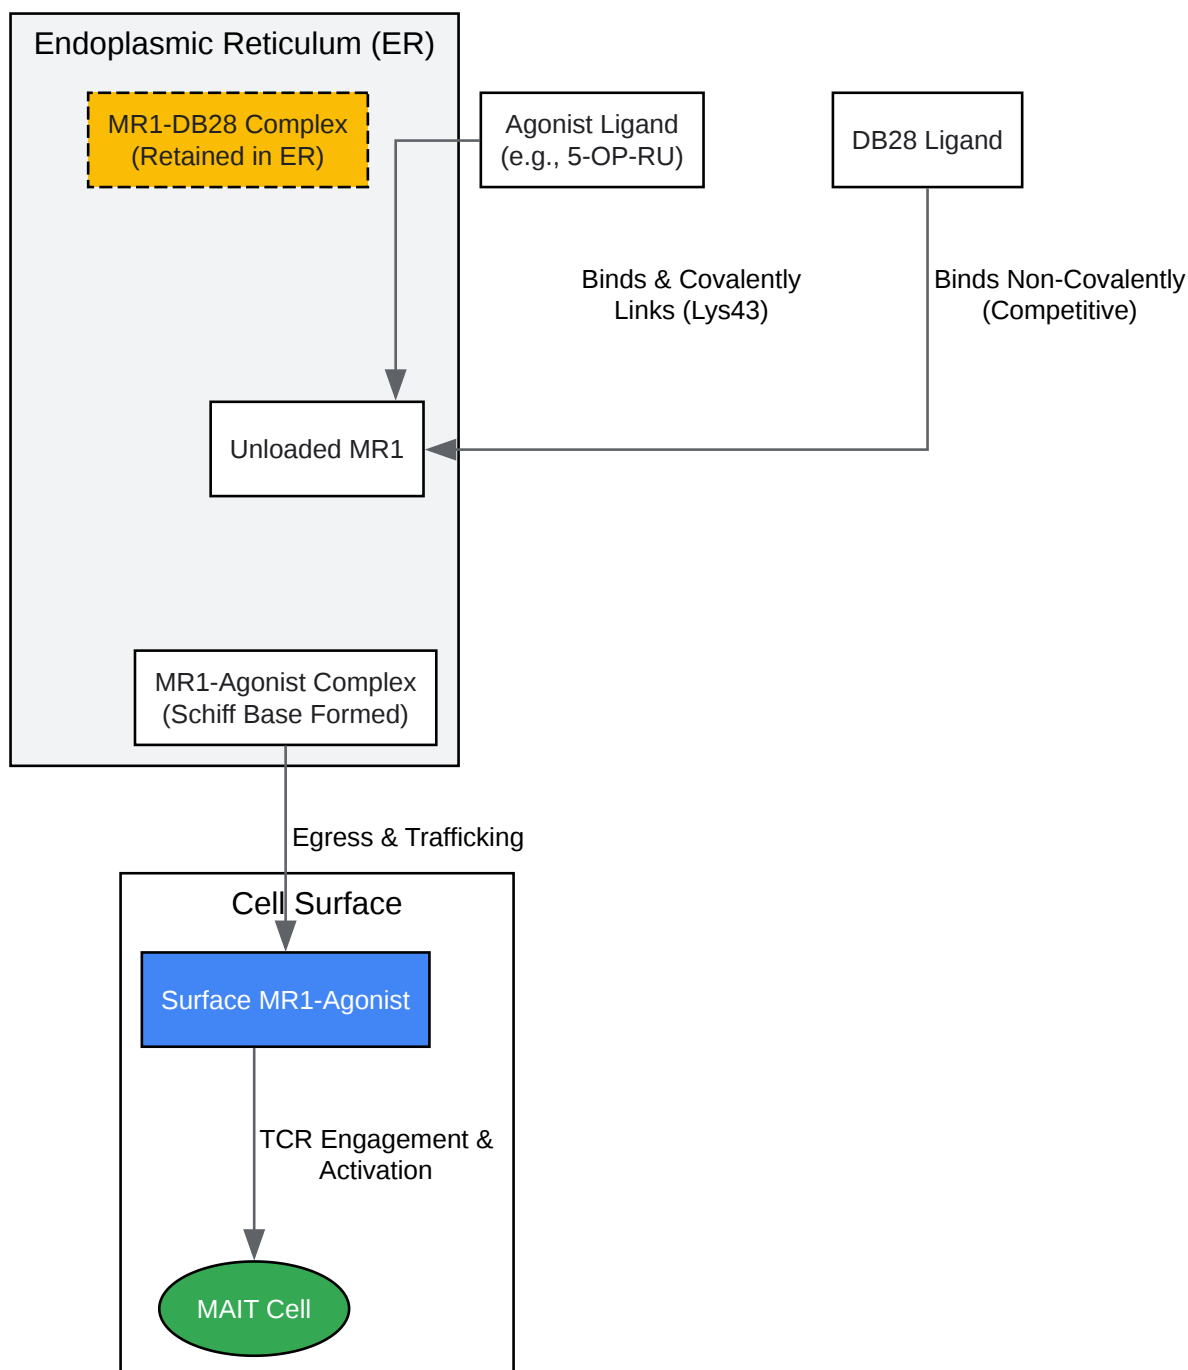 Endoplasmic Reticulum (ER)
MR1-DB28 Complex
(Retained in ER)
Agonist Ligand
(e.g., 5-OP-RU)
DB28 Ligand
Binds & Covalently
Links (Lys43)
Binds Non-Covalently
(Competitive)
Unloaded MR1
MR1-Agonist Complex
(Schiff Base Formed)
Egress & Trafficking
Cell Surface
Surface MR1-Agonist
TCR Engagement &
Activation
MAIT Cell